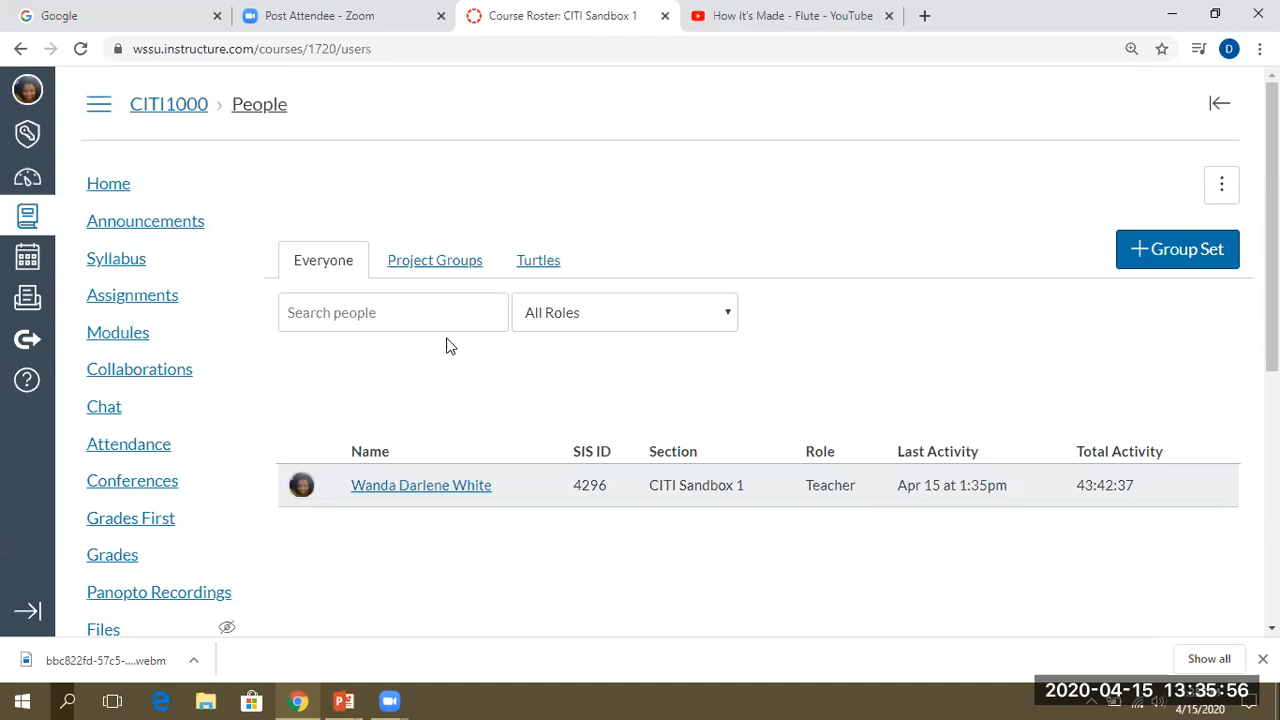 Google
Post Attendee - Zoom
Course Roster: CITI Sandbox 1
How it's Made - Flute - YouTube
wssu.instructure.com/courses/1720/users
D
CITI1000 › People
Home
Announcements
Syllabus
Assignments
Modules
Collaborations
Chat
Attendance
Conferences
Grades First
Grades
Panopto Recordings
Files
Everyone Project Groups Turtles
+ Group Set
Search people
All Roles
Name SIS ID Section Role Last Activity Total Activity
Wanda Darlene White 4296 CITI Sandbox 1 Teacher Apr 15 at 1:35pm 43:42:37
bbc822fd-57c5-....webm
Show all
2020-04-15 13:35:56
4/15/2020